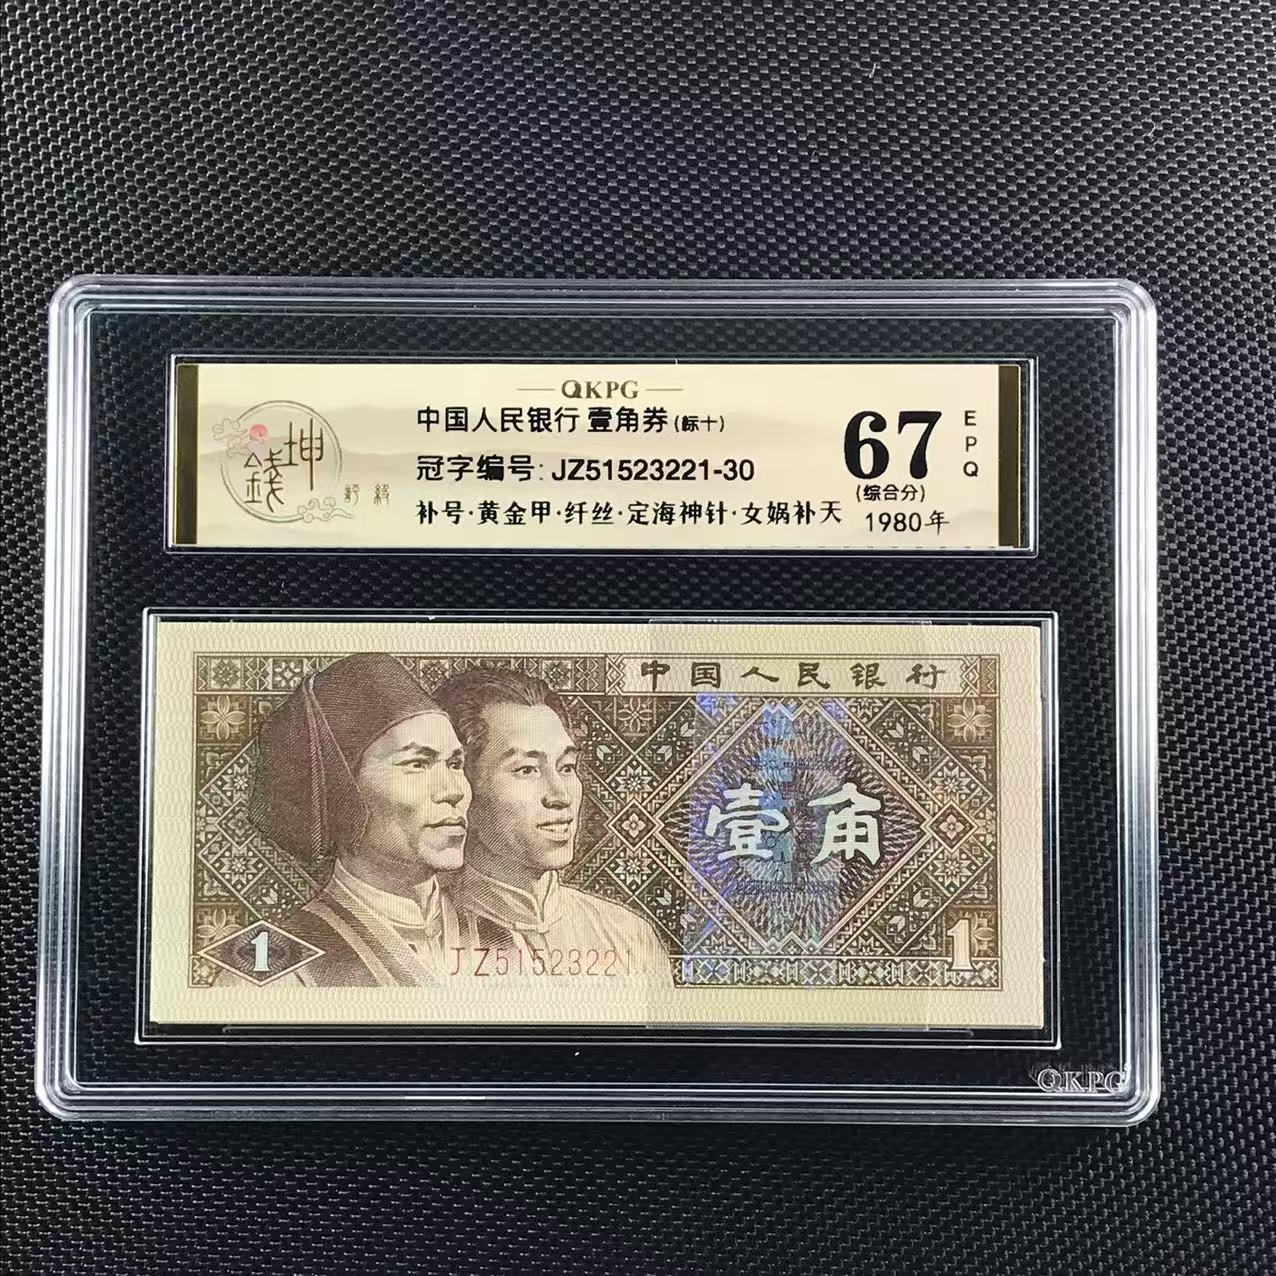 QKPG
中国人民银行 壹角券(标十)
冠字编号: JZ51523221-30
补号·黄金甲·纤丝·定海神针·女娲补天
67
EPQ
(综合分)
1980年
坤
錢
中国人民银行
壹角
1
JZ51523221
1
QKPG